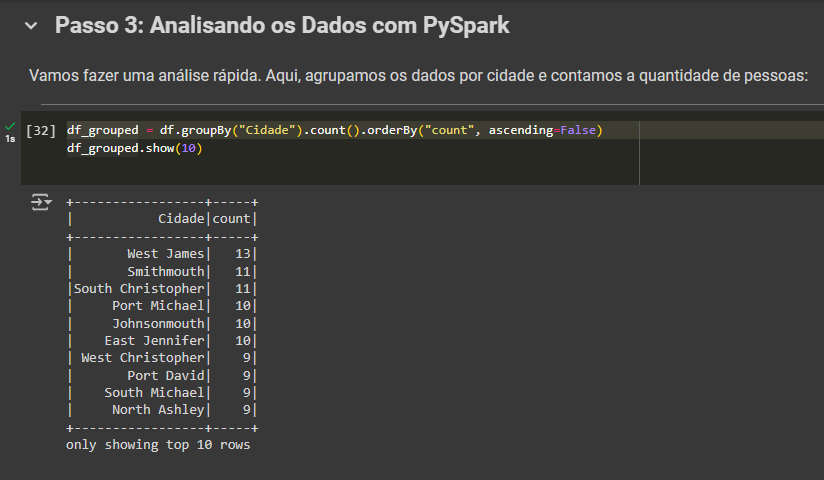 Passo 3: Analisando os Dados com PySpark
Vamos fazer uma análise rápida. Aqui, agrupamos os dados por cidade e contamos a quantidade de pessoas:
1s
[32] df_grouped = df.groupBy("Cidade").count().orderBy("count", ascending=False)
df_grouped.show(10)
+-----------------+-----+
|           Cidade|count|
+-----------------+-----+
|       West James|   13|
|       Smithmouth|   11|
|South Christopher|   11|
|     Port Michael|   10|
|     Johnsonmouth|   10|
|    East Jennifer|   10|
| West Christopher|    9|
|       Port David|    9|
|    South Michael|    9|
|     North Ashley|    9|
+-----------------+-----+
only showing top 10 rows